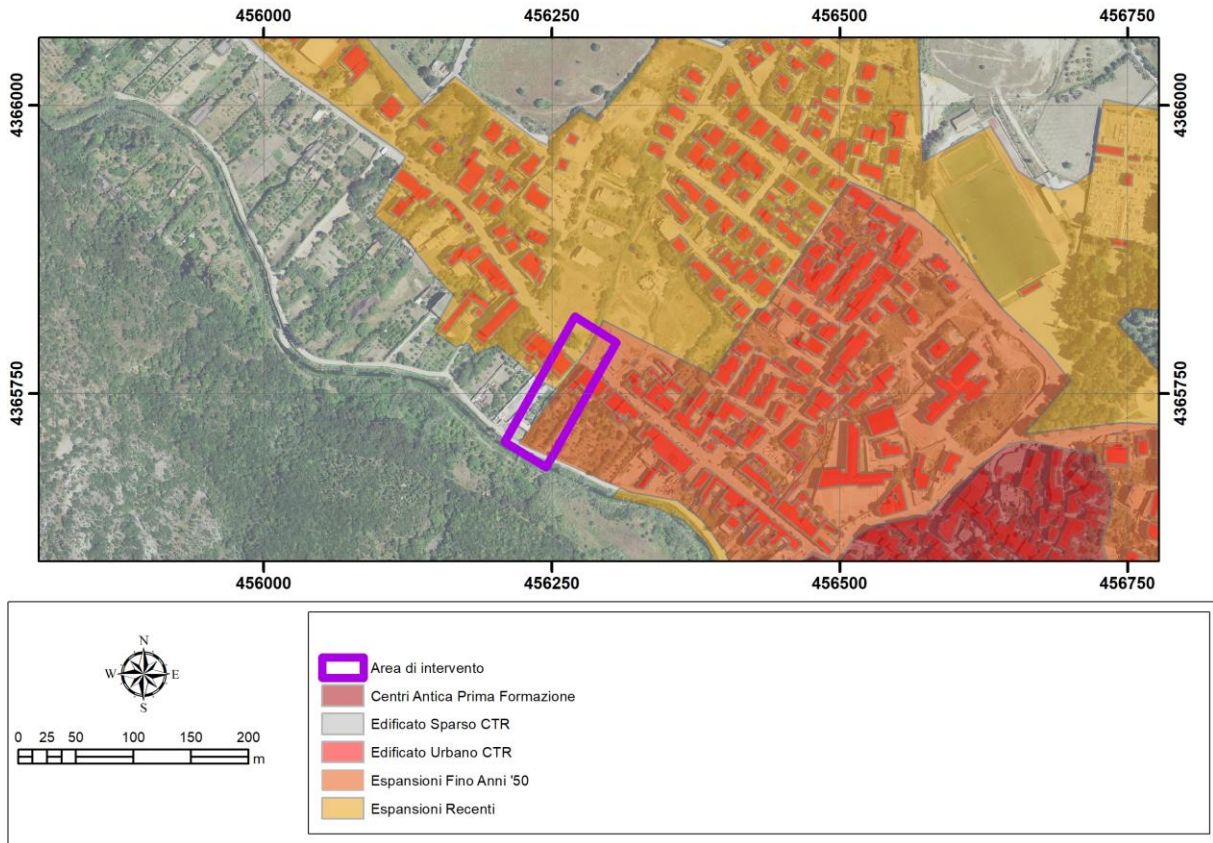 456000 456250 456500 456750
4366000 4366000
4365750 4365750
456000 456250 456500 456750
N
W E
S
0 25 50 100 150 200
m
Area di intervento
Centri Antica Prima Formazione
Edificato Sparso CTR
Edificato Urbano CTR
Espansioni Fino Anni '50
Espansioni Recenti